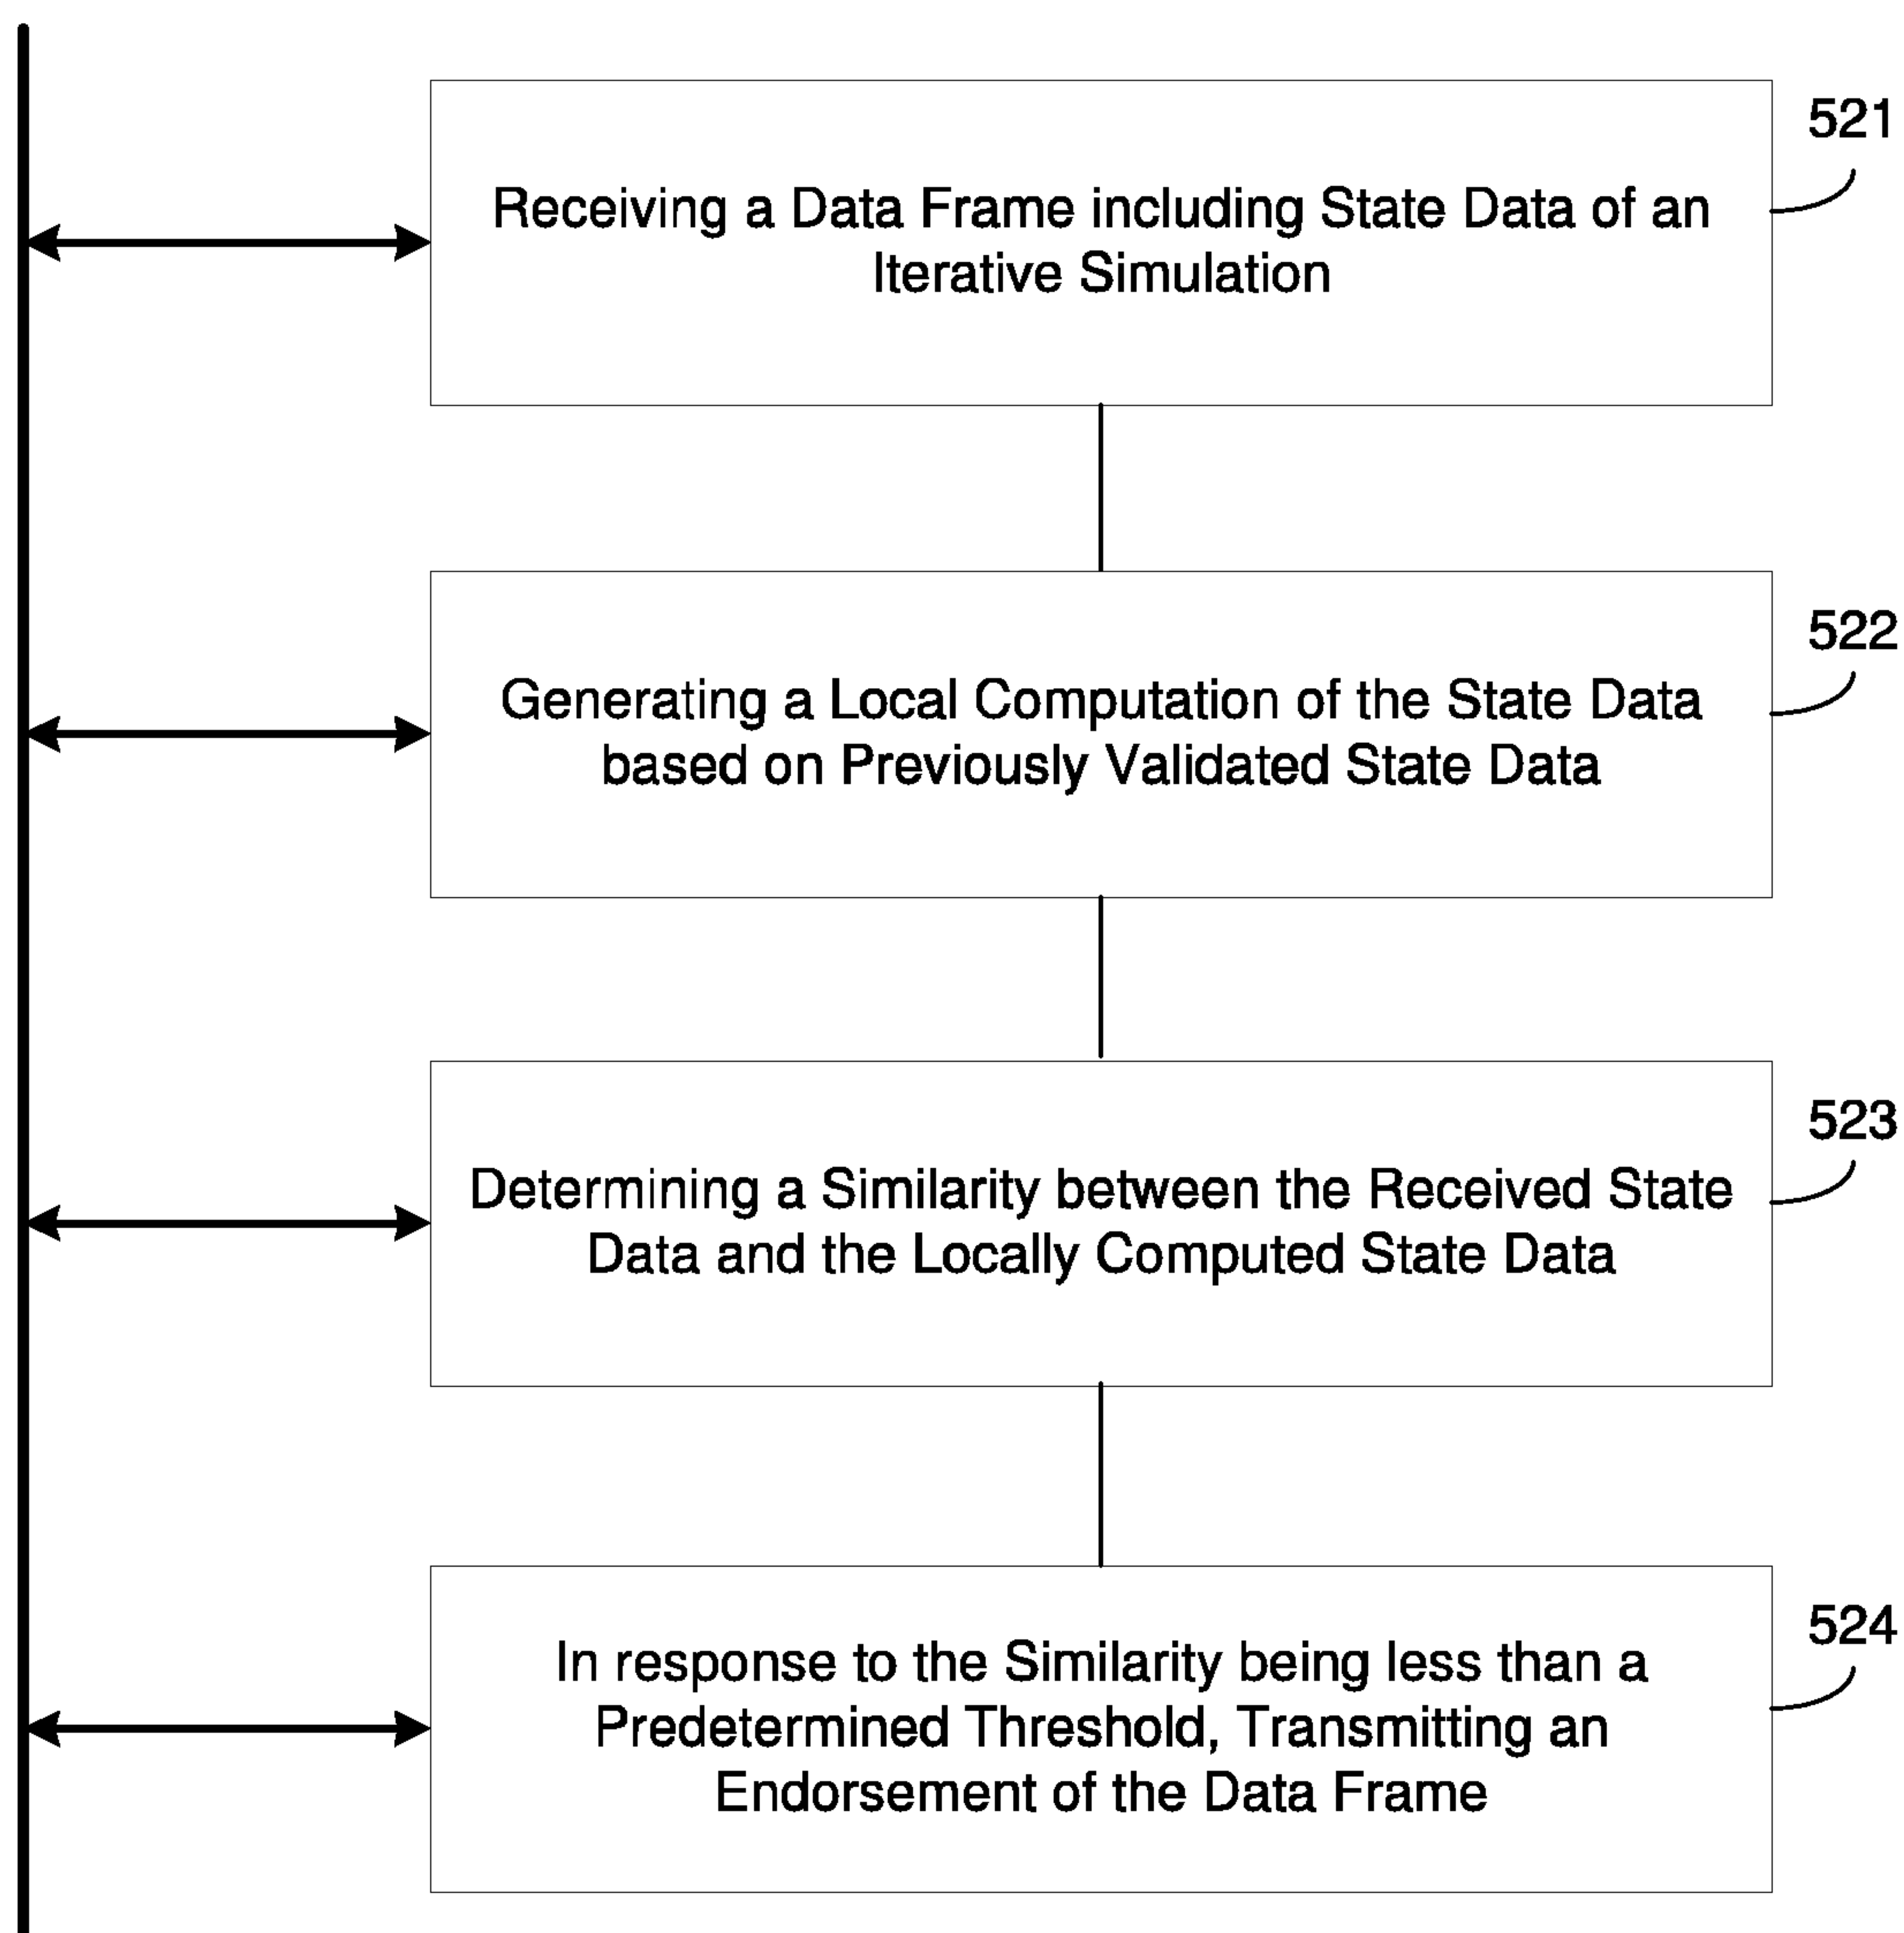 521
Receiving a Data Frame including State Data of an
Iterative Simulation
522
Generating a Local Computation of the State Data
based on Previously Validated State Data
523
Determining a Similarity between the Received State
Data and the Locally Computed State Data
524
In response to the Similarity being less than a
Predetermined Threshold, Transmitting an
Endorsement of the Data Frame